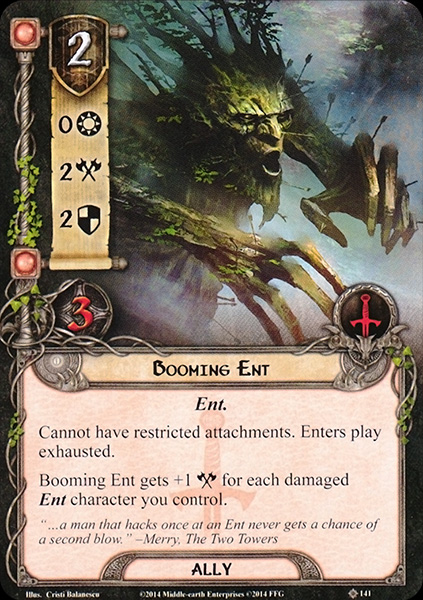 2
0
2
2
3
Booming Ent
Ent.
Cannot have restricted attachments. Enters play
exhausted.
Booming Ent gets +1 for each damaged
Ent character you control.
“…a man that hacks once at an Ent never gets a chance of
a second blow.” –Merry, The Two Towers
Ally
Illus. Cristi Balanescu ©2014 Middle-earth Enterprises ©2014 FFG 141